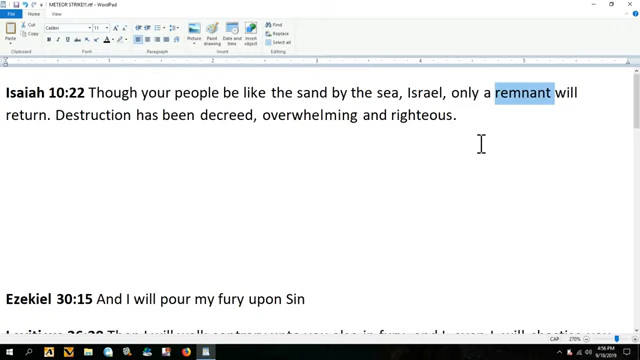 METEOR STRIKE!!.rtf - WordPad
File Home View
Cut
Copy
Paste
Calibri
Clipboard
Font
Paragraph
Picture
Paint drawing
Date and time
Insert object
Insert
Find
Replace
Select all
Editing
Isaiah 10:22 Though your people be like the sand by the sea, Israel, only a remnant will
return. Destruction has been decreed, overwhelming and righteous.
Ezekiel 30:15 And I will pour my fury upon Sin
CAP 270%
4:56 PM
9/18/2019